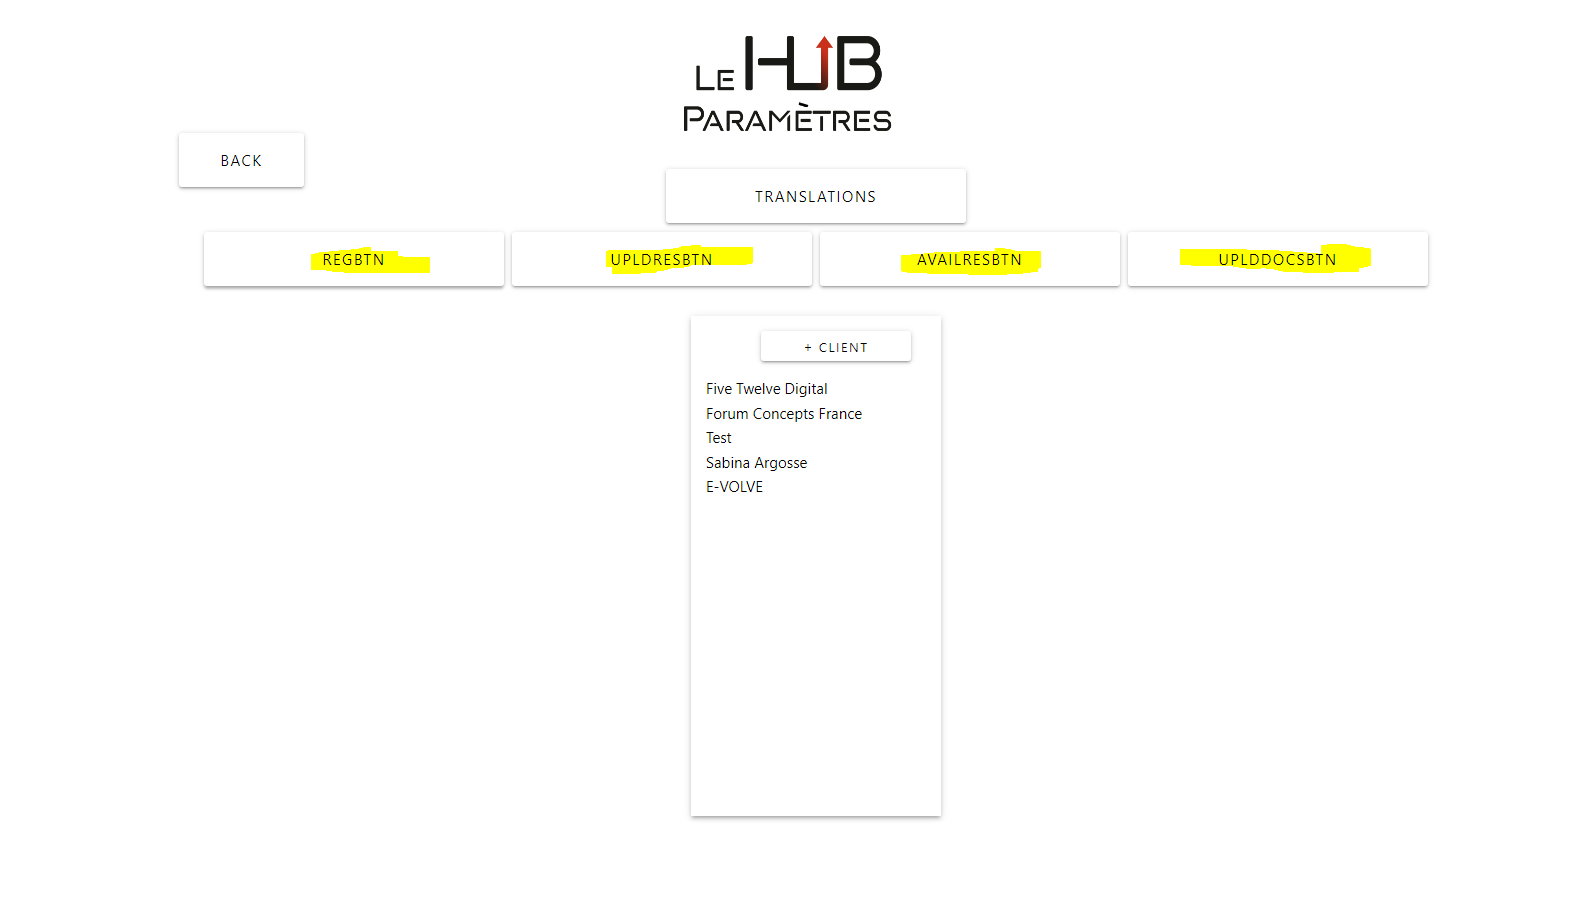 LE HUB
PARAMÈTRES
BACK
TRANSLATIONS
REGBTN UPLDRESBTN AVAILRESBTN UPLDDOCSBTN
+ CLIENT
Five Twelve Digital
Forum Concepts France
Test
Sabina Argosse
E-VOLVE